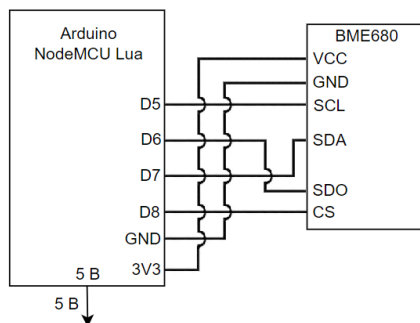 Arduino
NodeMCU Lua
D5
D6
D7
D8
GND
3V3
5 В
5 В
BME680
VCC
GND
SCL
SDA
SDO
CS